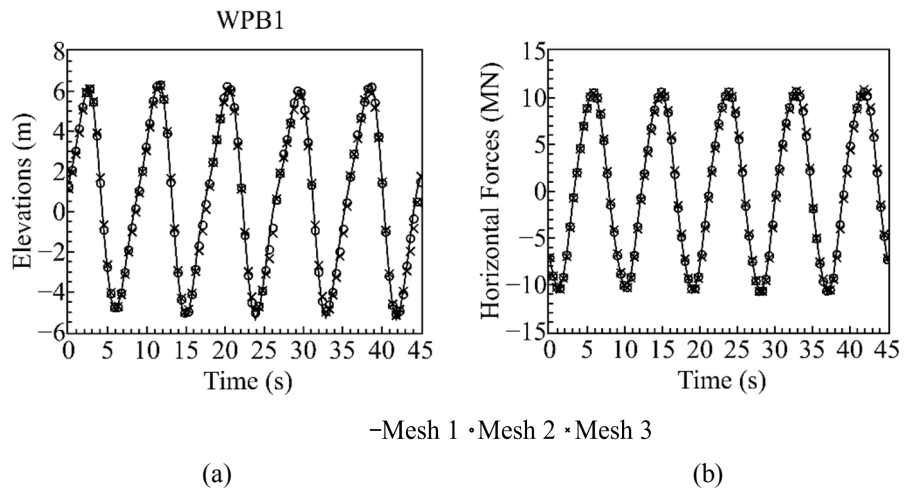 WPB1
8
6
4
2
0
−2
−4
−6
Elevations (m)
0 5 10 15 20 25 30 35 40 45
Time (s)
15
10
5
0
−5
−10
−15
Horizontal Forces (MN)
0 5 10 15 20 25 30 35 40 45
Time (s)
Mesh 1 Mesh 2 Mesh 3
(a) (b)